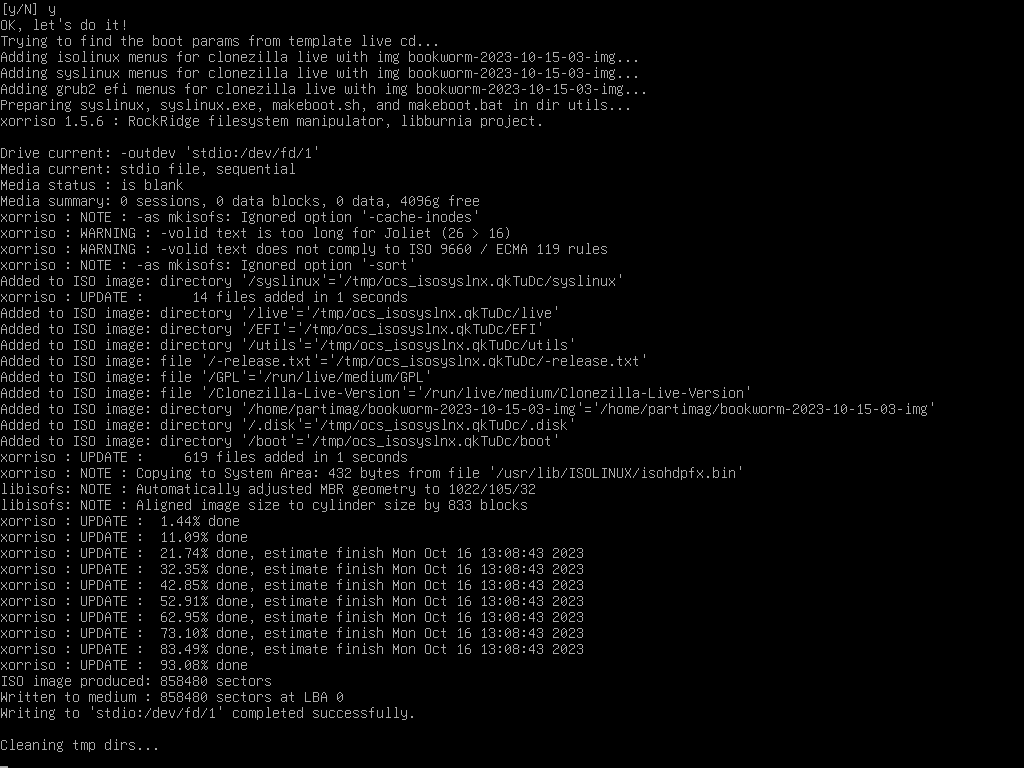 [y/N] y
OK, let's do it!
Trying to find the boot params from template live cd...
Adding isolinux menus for clonezilla live with img bookworm-2023-10-15-03-img...
Adding syslinux menus for clonezilla live with img bookworm-2023-10-15-03-img...
Adding grub2 efi menus for clonezilla live with img bookworm-2023-10-15-03-img...
Preparing syslinux, syslinux.exe, makeboot.sh, and makeboot.bat in dir utils...
xorriso 1.5.6 : RockRidge filesystem manipulator, libburnia project.

Drive current: -outdev 'stdio:/dev/fd/1'
Media current: stdio file, sequential
Media status : is blank
Media summary: 0 sessions, 0 data blocks, 0 data, 4096g free
xorriso : NOTE : -as mkisofs: Ignored option '-cache-inodes'
xorriso : WARNING : -volid text is too long for Joliet (26 > 16)
xorriso : WARNING : -volid text does not comply to ISO 9660 / ECMA 119 rules
xorriso : NOTE : -as mkisofs: Ignored option '-sort'
Added to ISO image: directory '/syslinux'='/tmp/ocs_isosyslnx.qkTuDc/syslinux'
xorriso : UPDATE :      14 files added in 1 seconds
Added to ISO image: directory '/live'='/tmp/ocs_isosyslnx.qkTuDc/live'
Added to ISO image: directory '/EFI'='/tmp/ocs_isosyslnx.qkTuDc/EFI'
Added to ISO image: directory '/utils'='/tmp/ocs_isosyslnx.qkTuDc/utils'
Added to ISO image: file '/-release.txt'='/tmp/ocs_isosyslnx.qkTuDc/-release.txt'
Added to ISO image: file '/GPL'='/run/live/medium/GPL'
Added to ISO image: file '/Clonezilla-Live-Version'='/run/live/medium/Clonezilla-Live-Version'
Added to ISO image: directory '/home/partimag/bookworm-2023-10-15-03-img'='/home/partimag/bookworm-2023-10-15-03-img'
Added to ISO image: directory '/.disk'='/tmp/ocs_isosyslnx.qkTuDc/.disk'
Added to ISO image: directory '/boot'='/tmp/ocs_isosyslnx.qkTuDc/boot'
xorriso : UPDATE :     619 files added in 1 seconds
xorriso : NOTE : Copying to System Area: 432 bytes from file '/usr/lib/ISOLINUX/isohdpfx.bin'
libisofs: NOTE : Automatically adjusted MBR geometry to 1022/105/32
libisofs: NOTE : Aligned image size to cylinder size by 833 blocks
xorriso : UPDATE :  1.44% done
xorriso : UPDATE :  11.09% done
xorriso : UPDATE :  21.74% done, estimate finish Mon Oct 16 13:08:43 2023
xorriso : UPDATE :  32.35% done, estimate finish Mon Oct 16 13:08:43 2023
xorriso : UPDATE :  42.85% done, estimate finish Mon Oct 16 13:08:43 2023
xorriso : UPDATE :  52.91% done, estimate finish Mon Oct 16 13:08:43 2023
xorriso : UPDATE :  62.95% done, estimate finish Mon Oct 16 13:08:43 2023
xorriso : UPDATE :  73.10% done, estimate finish Mon Oct 16 13:08:43 2023
xorriso : UPDATE :  83.49% done, estimate finish Mon Oct 16 13:08:43 2023
xorriso : UPDATE :  93.08% done
ISO image produced: 858480 sectors
Written to medium : 858480 sectors at LBA 0
Writing to 'stdio:/dev/fd/1' completed successfully.

Cleaning tmp dirs...